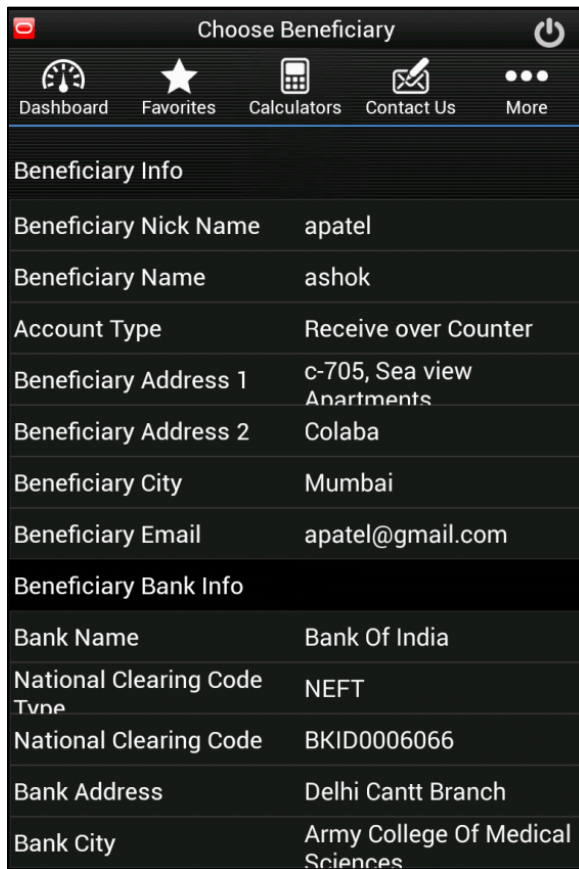 Choose Beneficiary
Dashboard Favorites Calculators Contact Us More
Beneficiary Info
Beneficiary Nick Name apatel
Beneficiary Name ashok
Account Type Receive over Counter
Beneficiary Address 1 c-705, Sea view
Apartments
Beneficiary Address 2 Colaba
Beneficiary City Mumbai
Beneficiary Email apatel@gmail.com
Beneficiary Bank Info
Bank Name Bank Of India
National Clearing Code NEFT
Type
National Clearing Code BKID0006066
Bank Address Delhi Cantt Branch
Bank City Army College Of Medical
Sciences